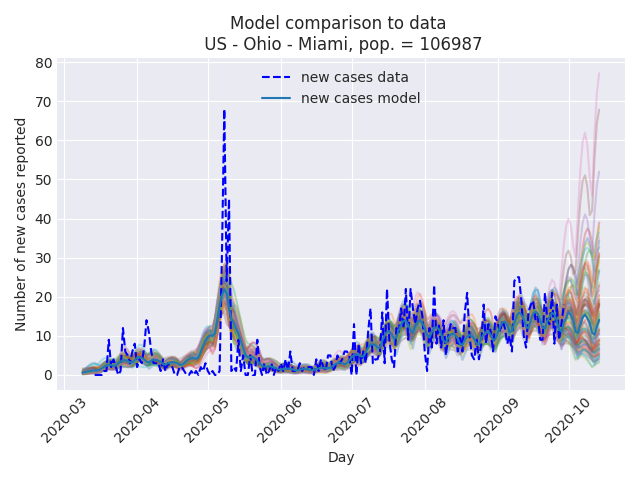 Model comparison to data
US - Ohio - Miami, pop. = 106987
new cases data
new cases model
Number of new cases reported
80
70
60
50
40
30
20
10
0
2020-03
2020-04
2020-05
2020-06
2020-07
2020-08
2020-09
2020-10
Day